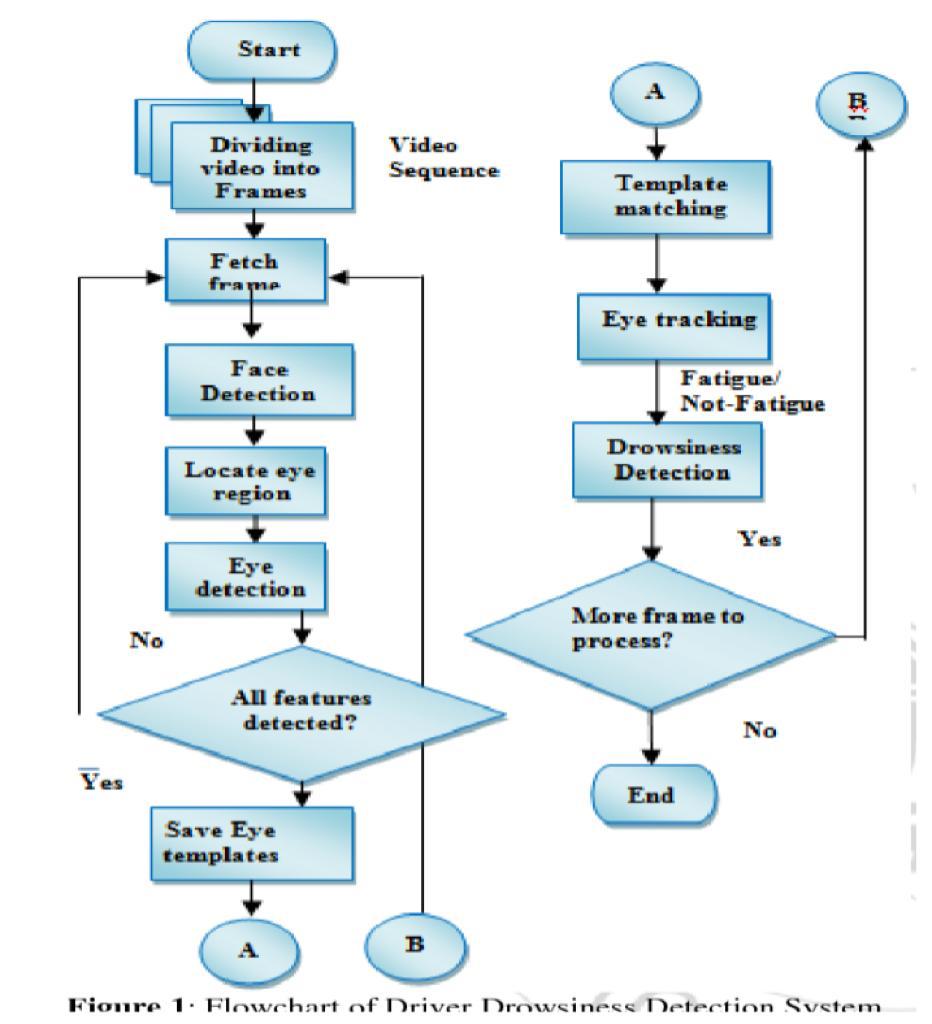 Start
Dividing
video into
Frames
Video
Sequence
Fetch
frame
Face
Detection
Locate eye
region
Eye
detection
No
All features
detected?
Yes
Save Eye
templates
A
B
A
B
Template
matching
Eye tracking
Fatigue/
Not-Fatigue
Drowsiness
Detection
Yes
More frame to
process?
No
End
Figure 1: Flowchart of Driver Drowsiness Detection System